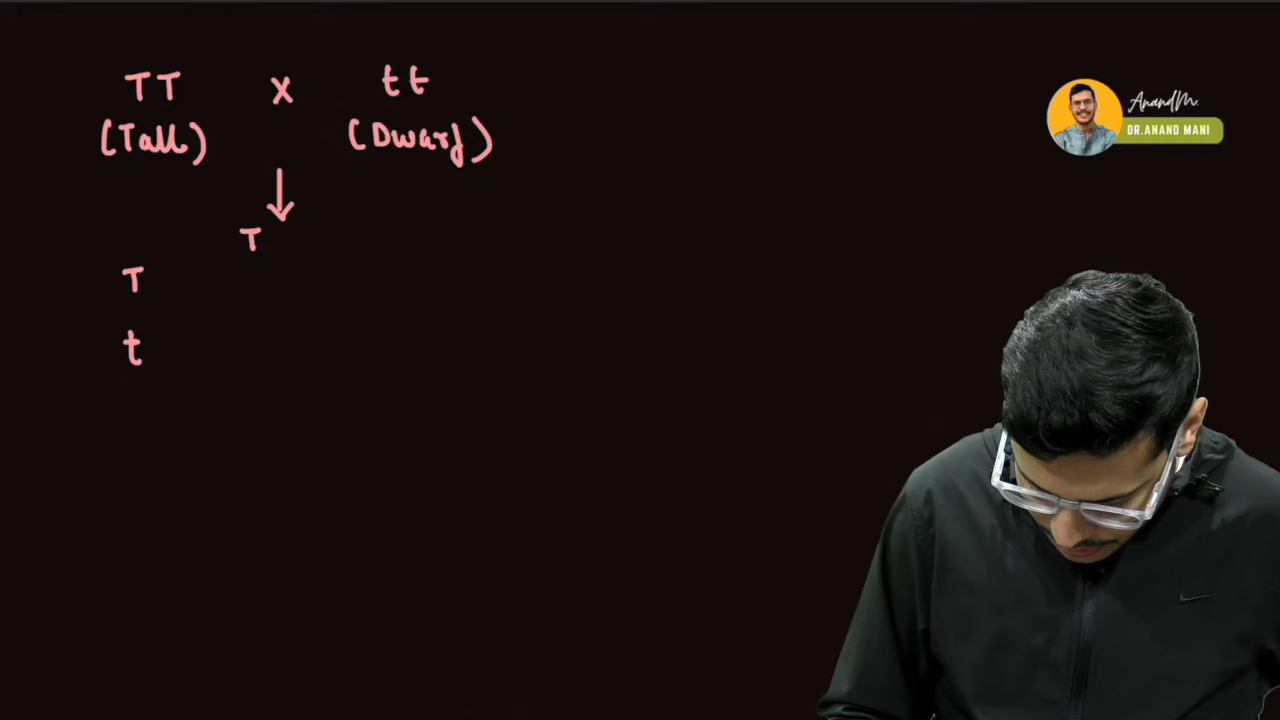 TT x tt
(Tall) (Dwarf)
T
T
t
AnandM.
DR.ANAND MANI